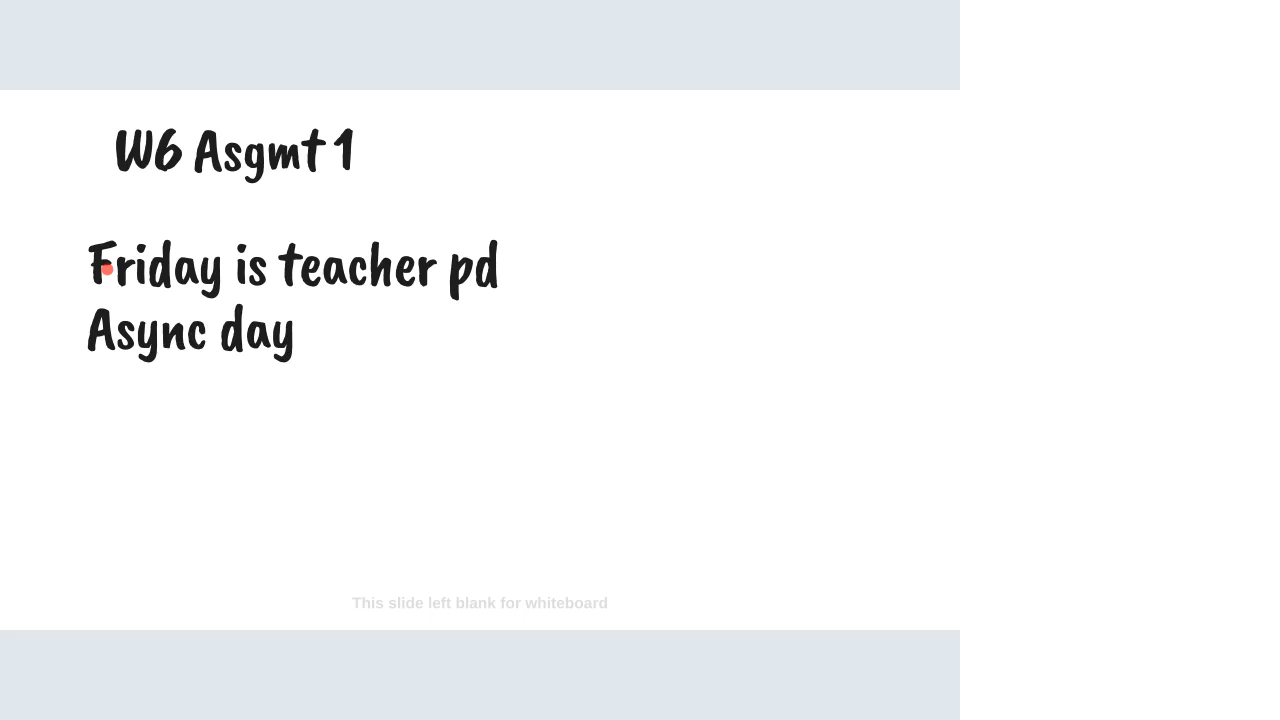 W6 Asgmt 1
Friday is teacher pd
Async day
This slide left blank for whiteboard